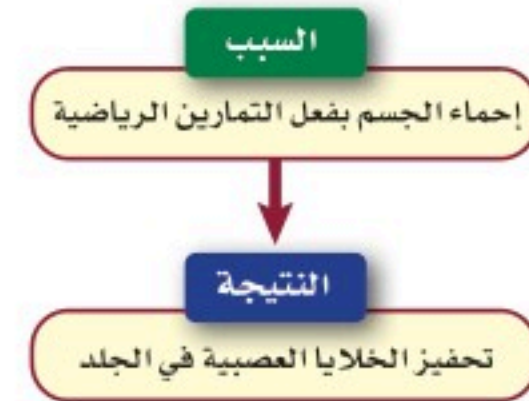 السبب
إحماء الجسم بفعل التمارين الرياضية
النتيجة
تحفيز الخلايا العصبية في الجلد